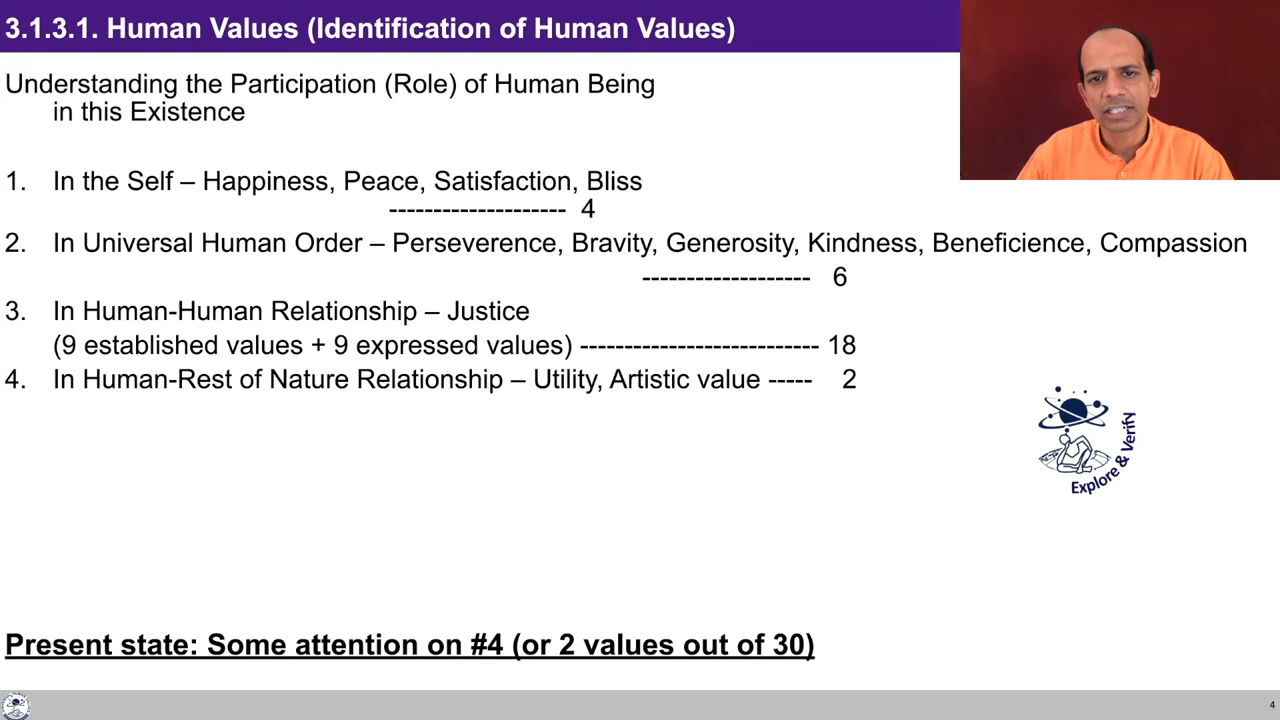 3.1.3.1. Human Values (Identification of Human Values)
Understanding the Participation (Role) of Human Being
in this Existence
1. In the Self – Happiness, Peace, Satisfaction, Bliss
-------------------- 4
2. In Universal Human Order – Perseverence, Bravity, Generosity, Kindness, Beneficience, Compassion
------------------- 6
3. In Human-Human Relationship – Justice
(9 established values + 9 expressed values) --------------------------- 18
4. In Human-Rest of Nature Relationship – Utility, Artistic value ----- 2
Explore & Verify
Present state: Some attention on #4 (or 2 values out of 30)
4